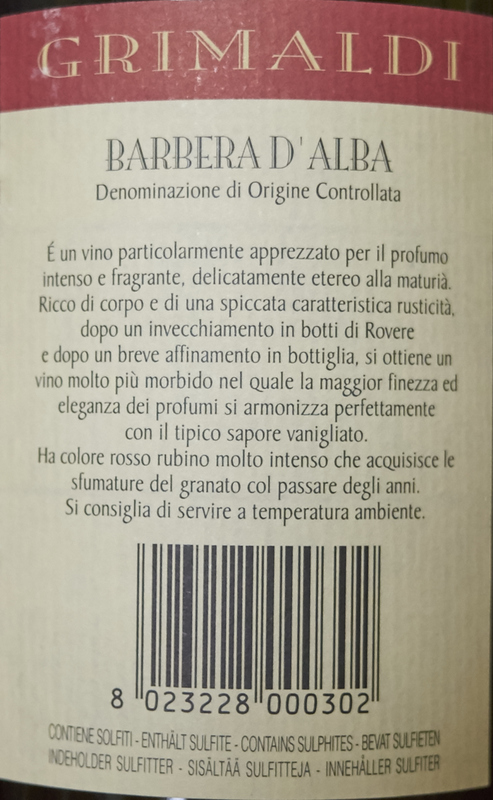 GRIMALDI
BARBERA D'ALBA
Denominazione di Origine Controllata
É un vino particolarmente apprezzato per il profumo
intenso e fragrante, delicatamente etereo alla maturià.
Ricco di corpo e di una spiccata caratteristica rusticità,
dopo un invecchiamento in botti di Rovere
e dopo un breve affinamento in bottiglia, si ottiene un
vino molto più morbido nel quale la maggior finezza ed
eleganza dei profumi si armonizza perfettamente
con il tipico sapore vanigliato.
Ha colore rosso rubino molto intenso che acquisisce le
sfumature del granato col passare degli anni.
Si consiglia di servire a temperatura ambiente.
8 023228 000302
CONTIENE SOLFITI - ENTHÄLT SULFITE - CONTAINS SULPHITES - BEVAT SULFIETEN
INDEHOLDER SULFITTER - SISÄLTÄÄ SULFITTEJA - INNEHÅLLER SULFITER